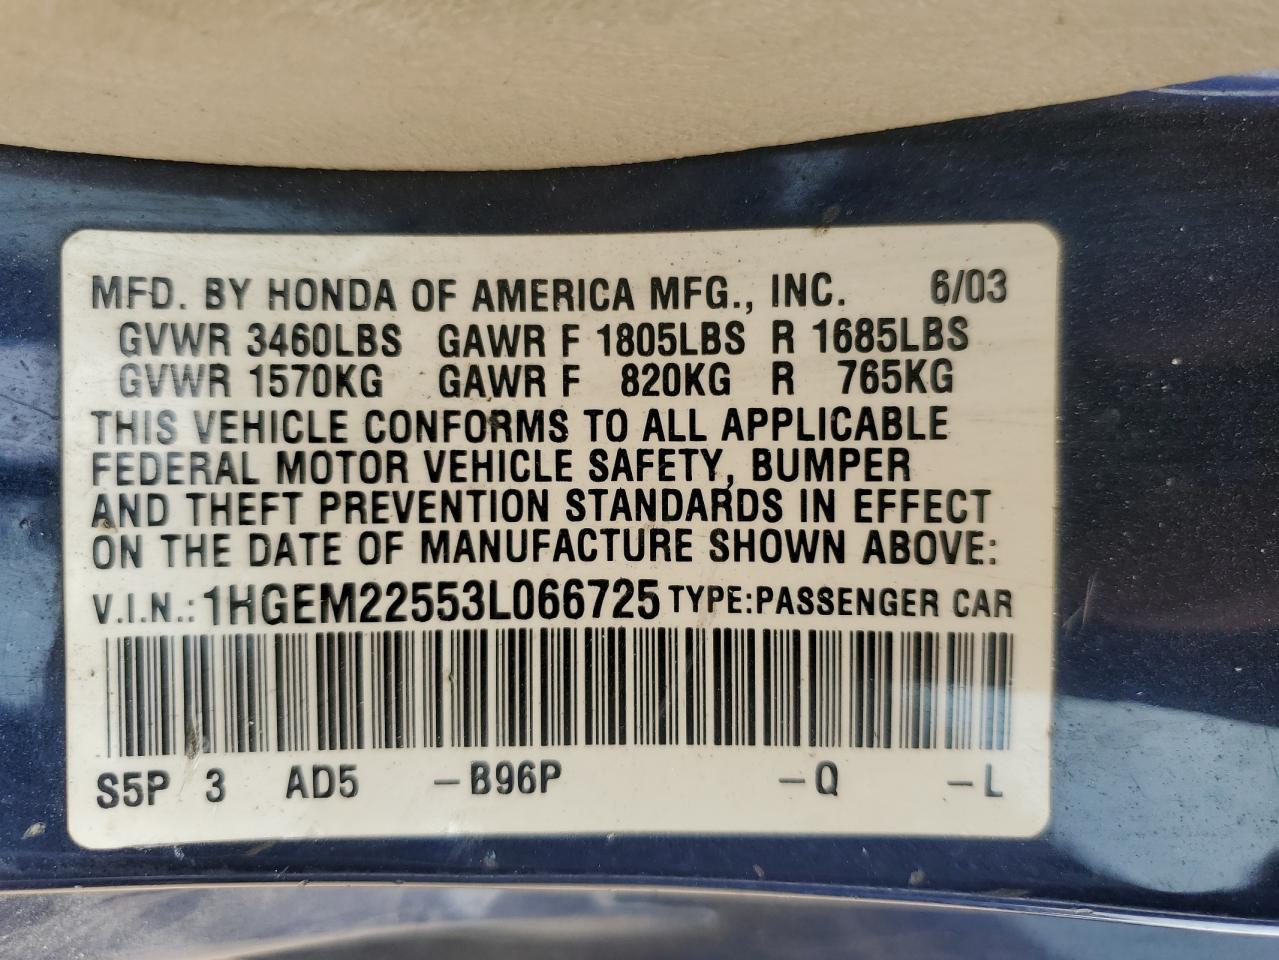 MFD. BY HONDA OF AMERICA MFG., INC. 6/03
GVWR 3460LBS GAWR F 1805LBS R 1685LBS
GVWR 1570KG GAWR F 820KG R 765KG
THIS VEHICLE CONFORMS TO ALL APPLICABLE
FEDERAL MOTOR VEHICLE SAFETY, BUMPER
AND THEFT PREVENTION STANDARDS IN EFFECT
ON THE DATE OF MANUFACTURE SHOWN ABOVE:
V.I.N.: 1HGEM22553L066725 TYPE:PASSENGER CAR
S5P 3 AD5 –B96P –Q –L